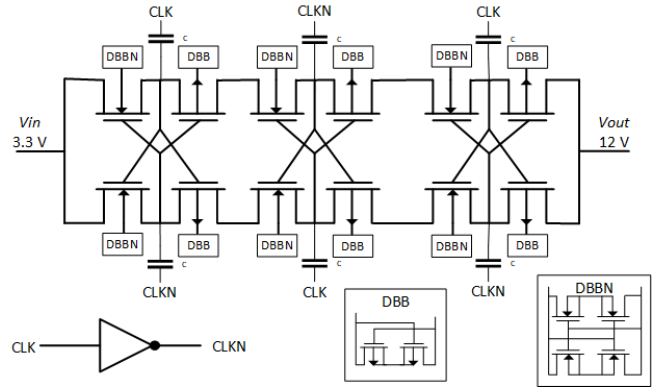 CLK CLKN CLK
c c c
DBBN DBB DBBN DBB DBBN DBB
Vin
3.3 V
Vout
12 V
DBBN DBB DBBN DBB DBBN DBB
c c c
CLKN CLK CLKN
DBB DBBN
CLK CLKN